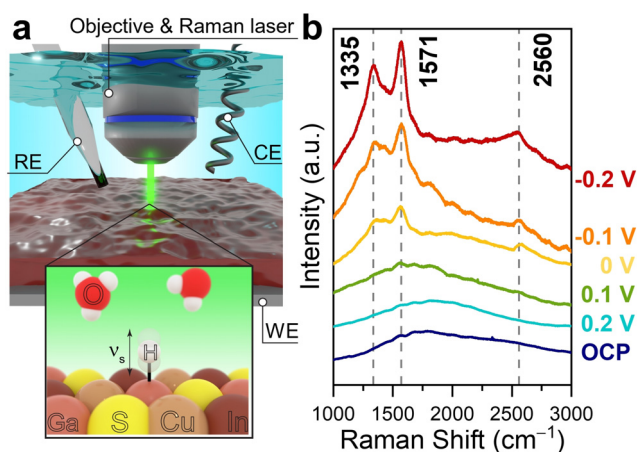 a
Objective & Raman laser
RE
CE
WE
O
νs
H
Ga
S
Cu
In
b
1335
1571
2560
Intensity (a.u.)
-0.2 V
-0.1 V
0 V
0.1 V
0.2 V
OCP
1000 1500 2000 2500 3000
Raman Shift (cm⁻¹)